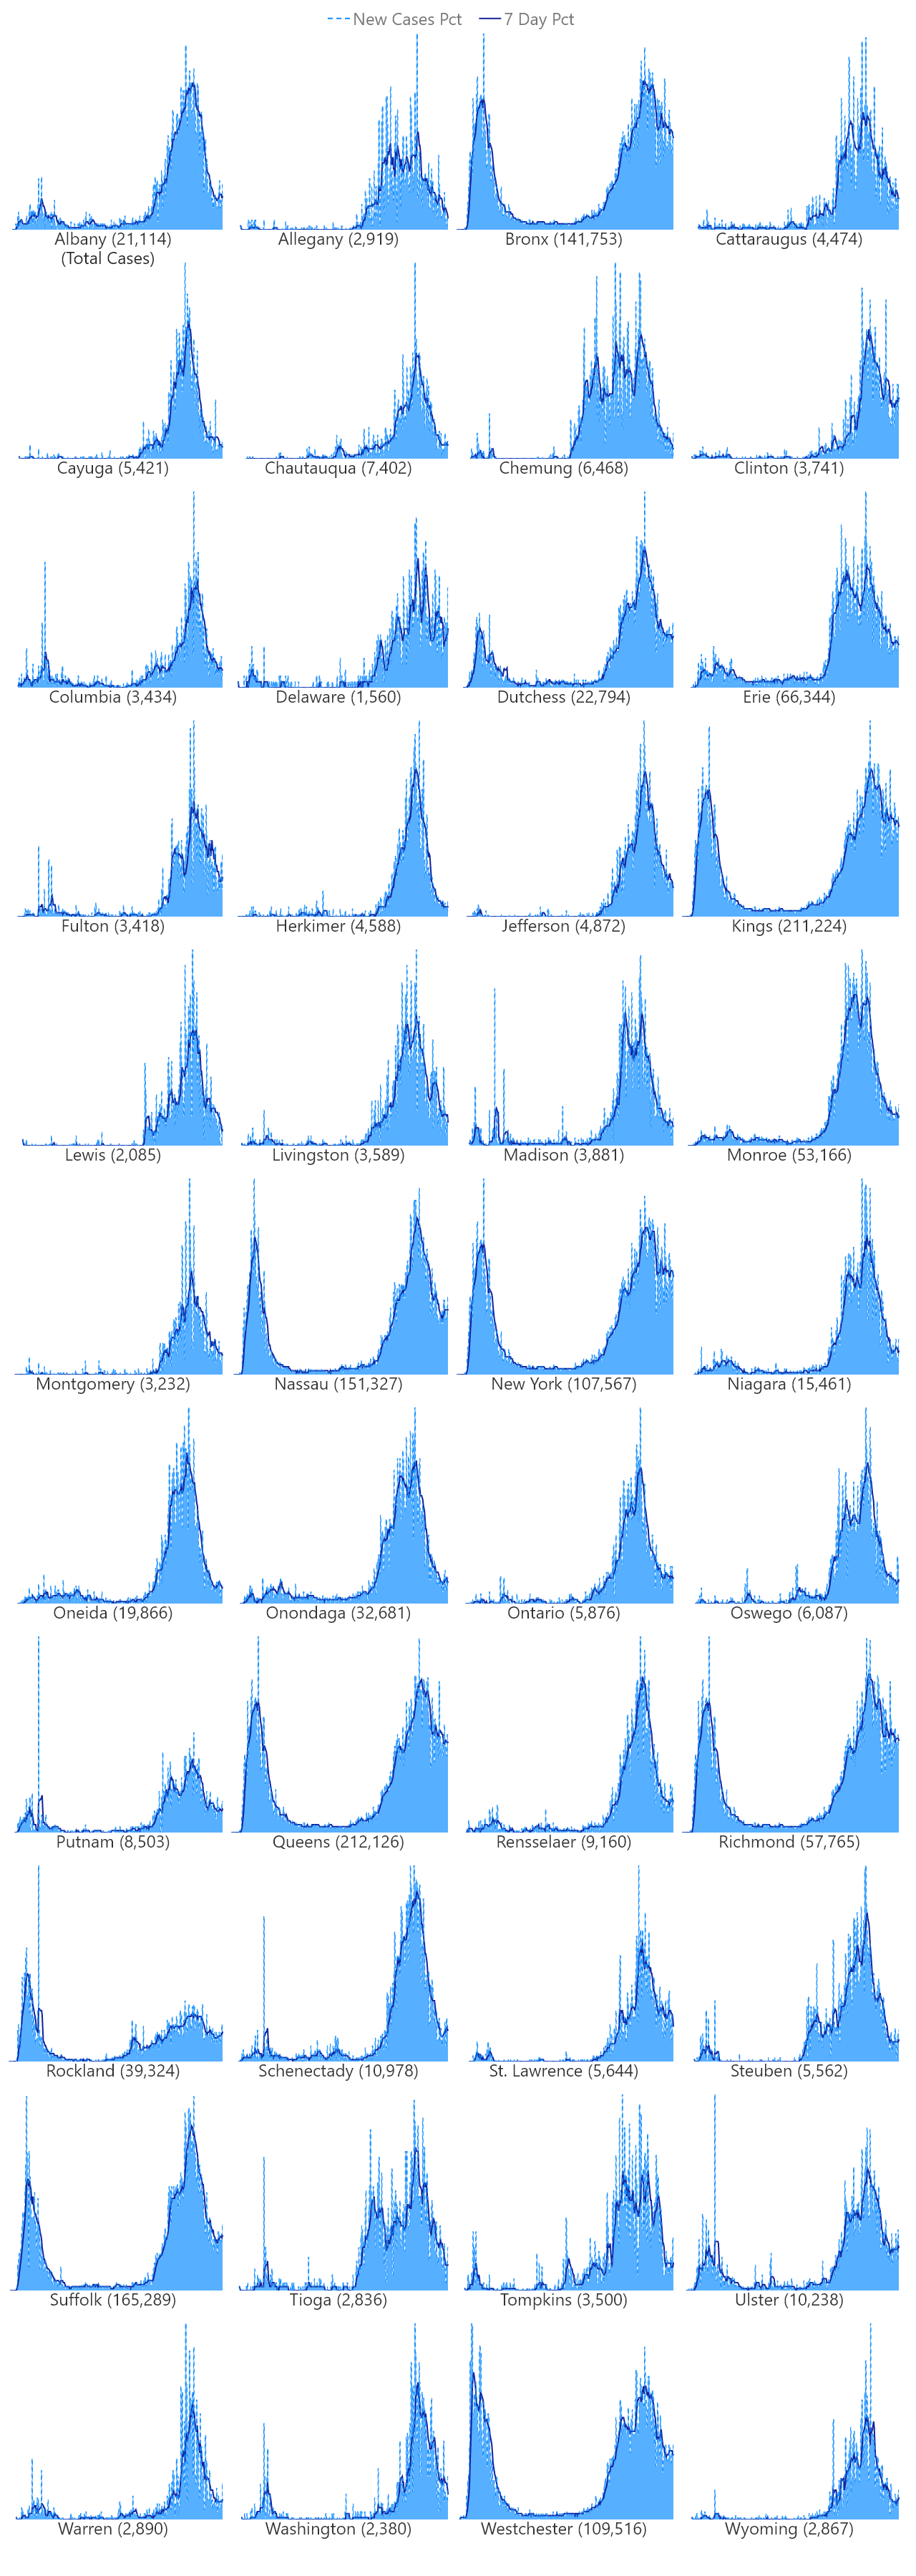 New Cases Pct 7 Day Pct
Albany (21,114) Allegany (2,919) Bronx (141,753) Cattaraugus (4,474)
(Total Cases)
Cayuga (5,421) Chautauqua (7,402) Chemung (6,468) Clinton (3,741)
Columbia (3,434) Delaware (1,560) Dutchess (22,794) Erie (66,344)
Fulton (3,418) Herkimer (4,588) Jefferson (4,872) Kings (211,224)
Lewis (2,085) Livingston (3,589) Madison (3,881) Monroe (53,166)
Montgomery (3,232) Nassau (151,327) New York (107,567) Niagara (15,461)
Oneida (19,866) Onondaga (32,681) Ontario (5,876) Oswego (6,087)
Putnam (8,503) Queens (212,126) Rensselaer (9,160) Richmond (57,765)
Rockland (39,324) Schenectady (10,978) St. Lawrence (5,644) Steuben (5,562)
Suffolk (165,289) Tioga (2,836) Tompkins (3,500) Ulster (10,238)
Warren (2,890) Washington (2,380) Westchester (109,516) Wyoming (2,867)